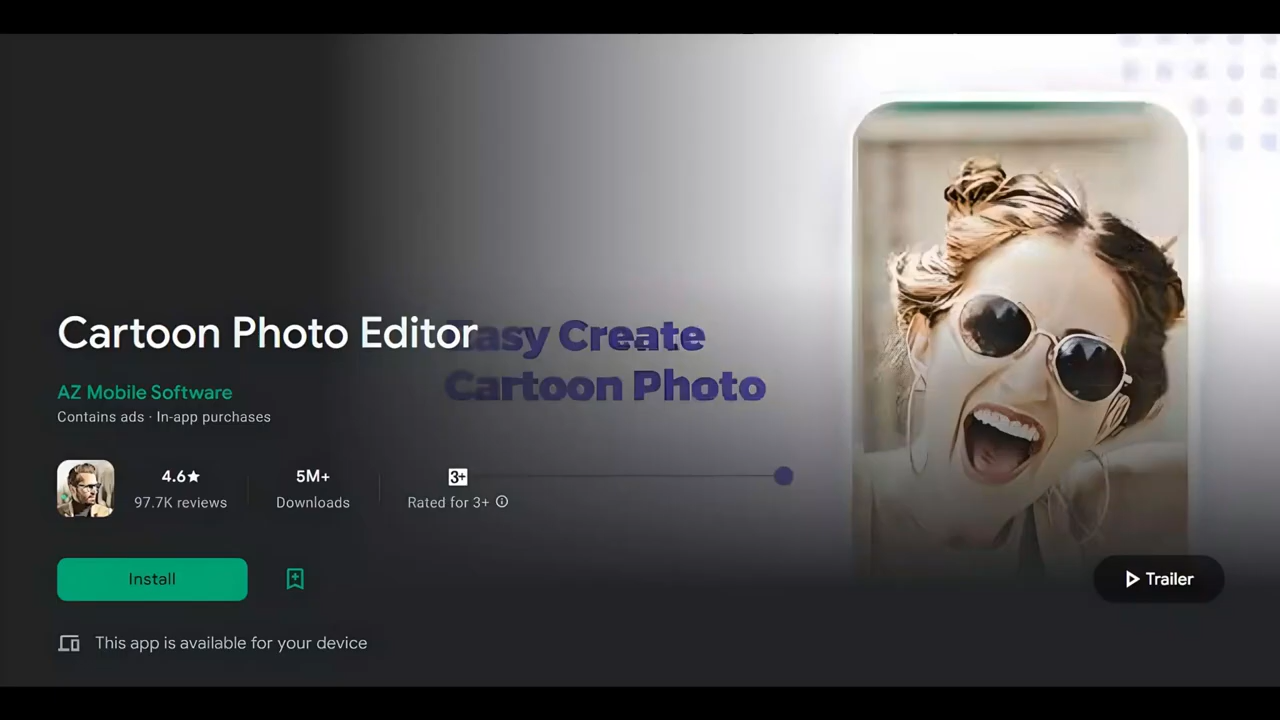 Cartoon Photo Editor
Easy Create
Cartoon Photo
AZ Mobile Software
Contains ads · In-app purchases
4.6★
97.7K reviews
5M+
Downloads
3+
Rated for 3+
Install
Trailer
This app is available for your device